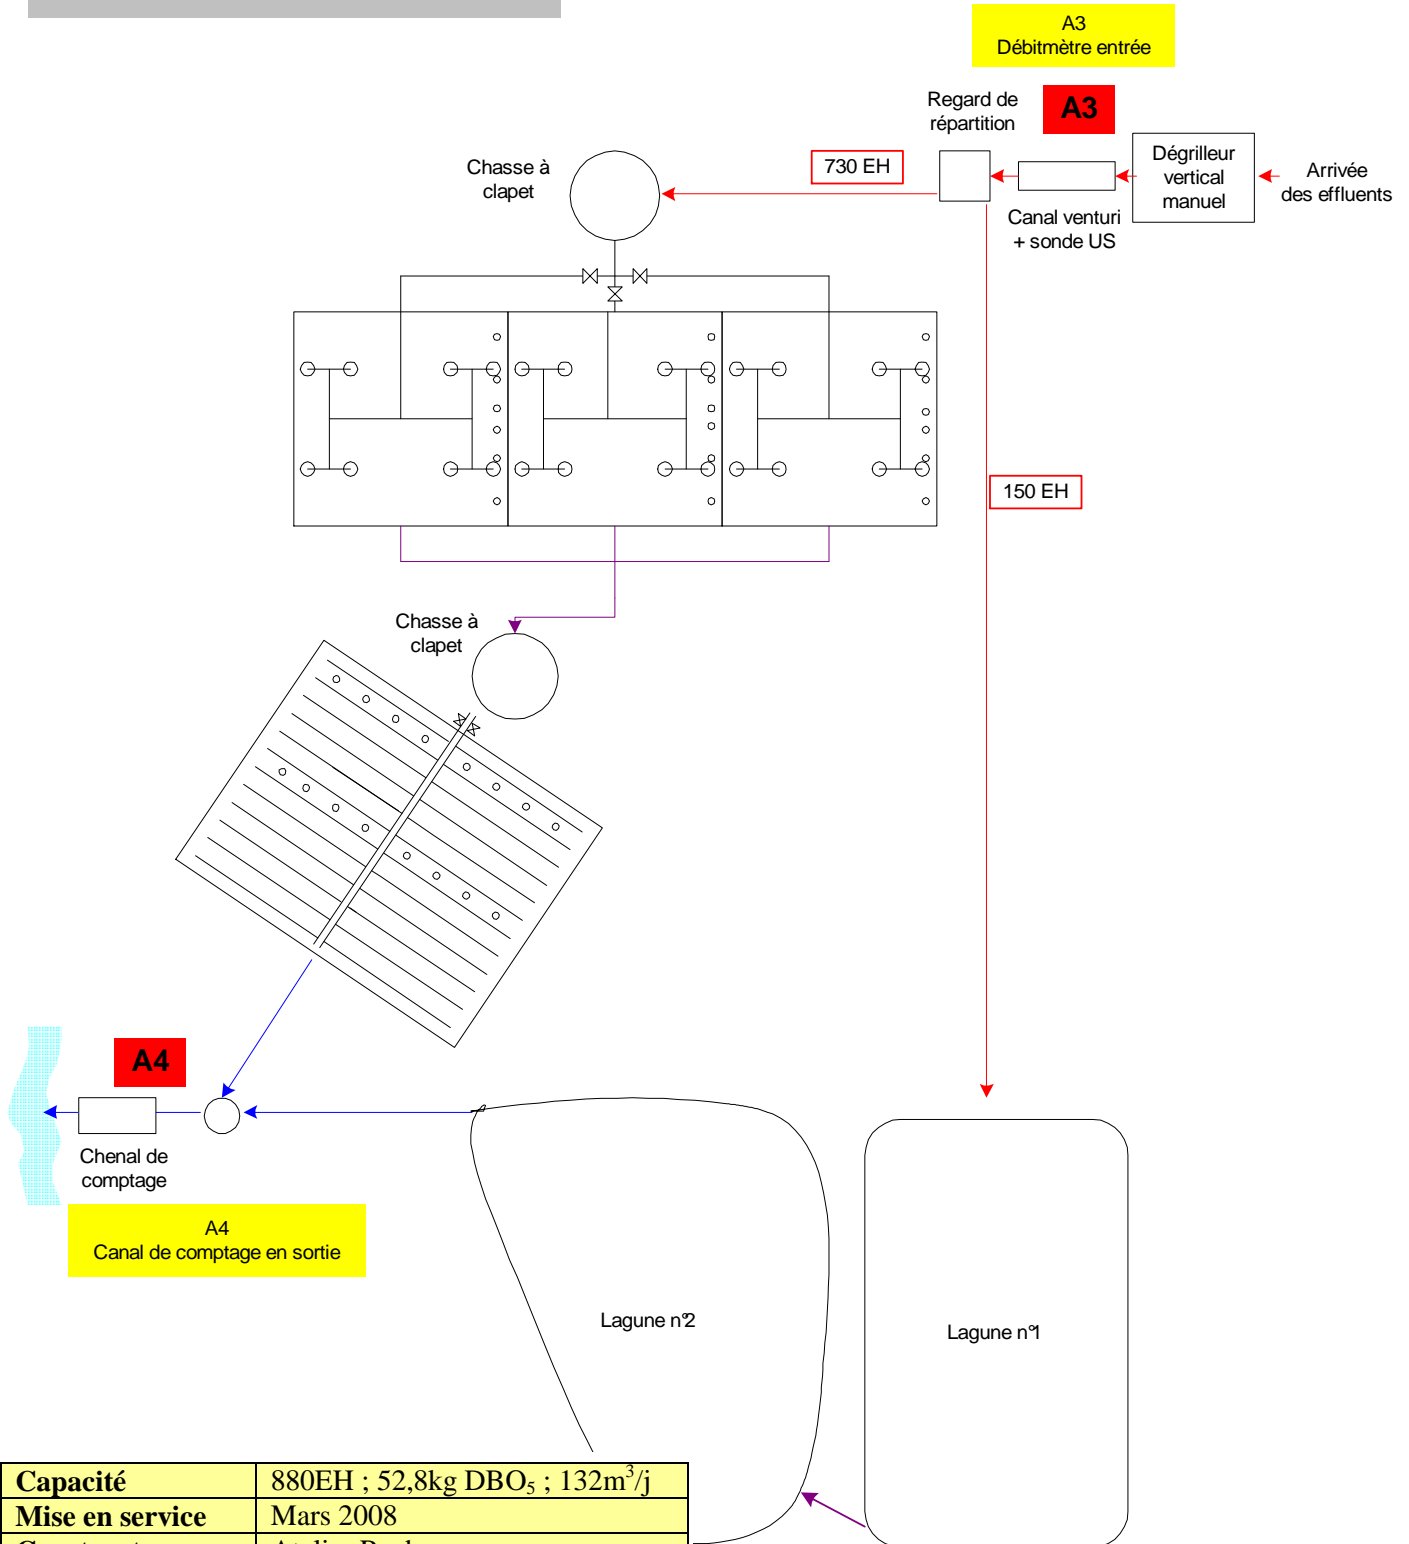 A3
Débitmètre entrée
Regard de
répartition
A3
Dégrilleur
vertical
manuel
Arrivée
des effluents
Canal venturi
+ sonde US
730 EH
Chasse à
clapet
150 EH
Chasse à
clapet
A4
Chenal de
comptage
A4
Canal de comptage en sortie
Lagune n°2
Lagune n°1
Capacité 880EH ; 52,8kg DBO₅ ; 132m³/j
Mise en service Mars 2008